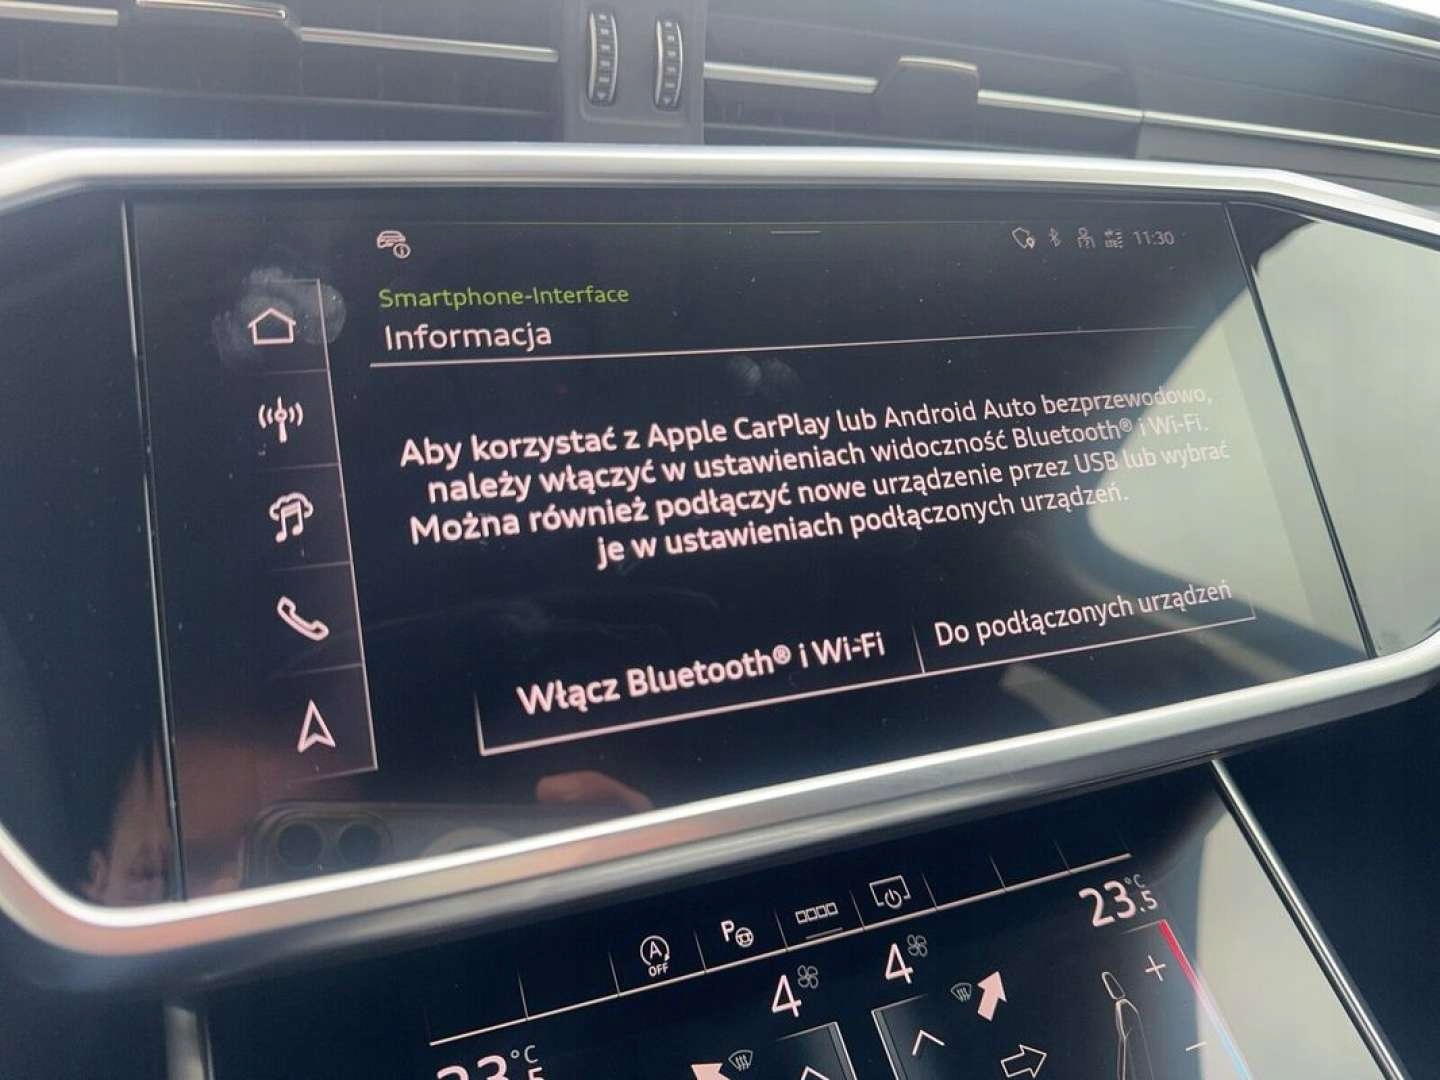 11:30
Smartphone-Interface
Informacja
Aby korzystać z Apple CarPlay lub Android Auto bezprzewodowo,
należy włączyć w ustawieniach widoczność Bluetooth® i Wi-Fi.
Można również podłączyć nowe urządzenie przez USB lub wybrać
je w ustawieniach podłączonych urządzeń.
Włącz Bluetooth® i Wi-Fi
Do podłączonych urządzeń
A
OFF
P
23.5 °C
4
4
23.5 °C